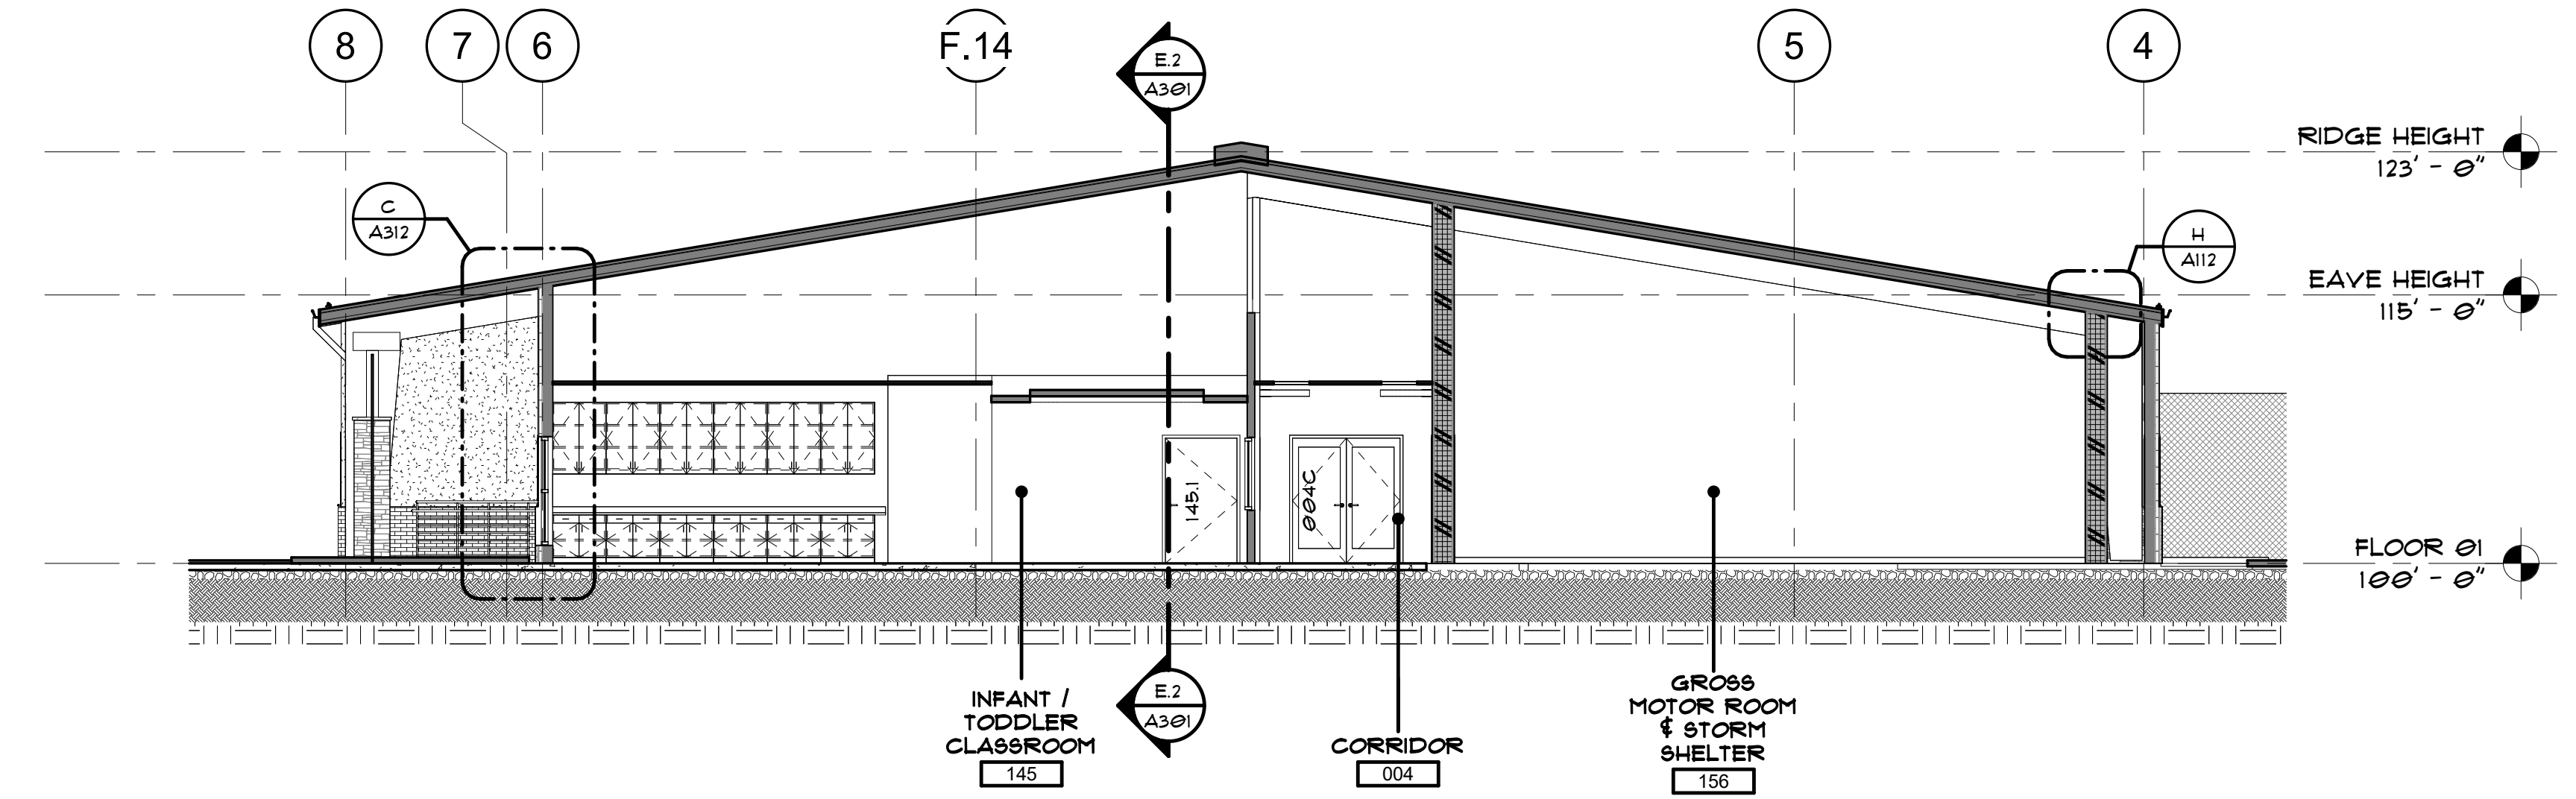 8
7
6
F.14
E.2
A301
5
4
RIDGE HEIGHT
123' - 0"
C
A312
H
A112
EAVE HEIGHT
115' - 0"
145.1
004C
FLOOR 01
100' - 0"
E.2
A301
INFANT /
TODDLER
CLASSROOM
145
CORRIDOR
004
GROSS
MOTOR ROOM
& STORM
SHELTER
156